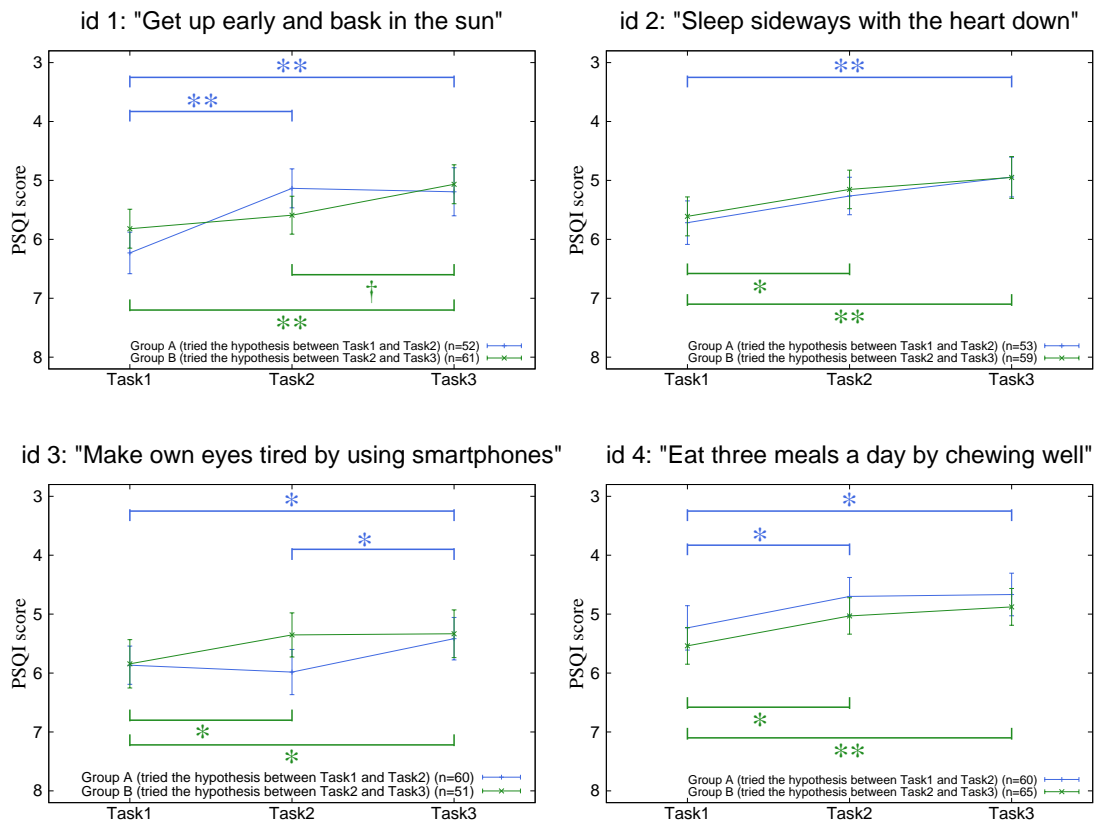 id 1: "Get up early and bask in the sun"
3
4
5
6
7
8
PSQI score
**
**
†
**
Group A (tried the hypothesis between Task1 and Task2) (n=52)
Group B (tried the hypothesis between Task2 and Task3) (n=61)
Task1 Task2 Task3
id 2: "Sleep sideways with the heart down"
3
4
5
6
7
8
PSQI score
**
*
**
Group A (tried the hypothesis between Task1 and Task2) (n=53)
Group B (tried the hypothesis between Task2 and Task3) (n=59)
Task1 Task2 Task3
id 3: "Make own eyes tired by using smartphones"
3
4
5
6
7
8
PSQI score
*
*
*
*
Group A (tried the hypothesis between Task1 and Task2) (n=60)
Group B (tried the hypothesis between Task2 and Task3) (n=51)
Task1 Task2 Task3
id 4: "Eat three meals a day by chewing well"
3
4
5
6
7
8
PSQI score
*
*
*
**
Group A (tried the hypothesis between Task1 and Task2) (n=60)
Group B (tried the hypothesis between Task2 and Task3) (n=65)
Task1 Task2 Task3